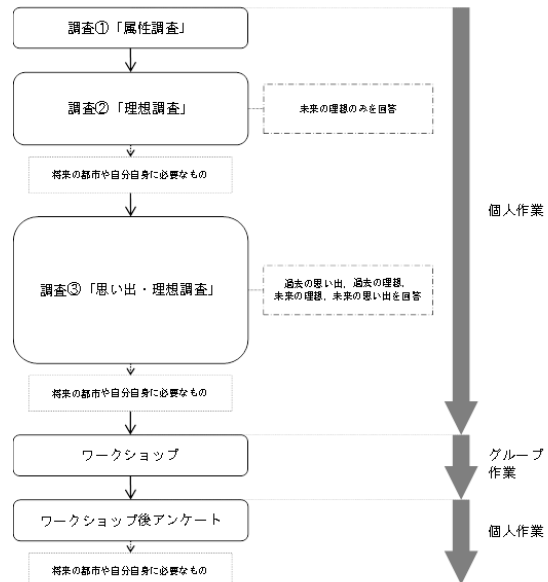 調査①「属性調査」
調査②「理想調査」
未来の理想のみを回答
将来の都市や自分自身に必要なもの
個人作業
調査③「思い出・理想調査」
過去の思い出、過去の理想、
未来の理想、未来の思い出を回答
将来の都市や自分自身に必要なもの
ワークショップ
グループ
作業
ワークショップ後アンケート
個人作業
将来の都市や自分自身に必要なもの